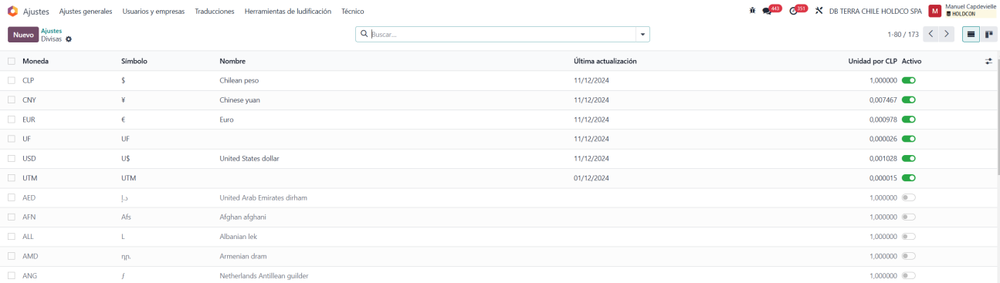 Ajustes Ajustes generales Usuarios y empresas Traducciones Herramientas de ludificación Técnico 443 351 DB TERRA CHILE HOLDCO SPA M Manuel Capdevielle
HOLDCON
Nuevo Ajustes
Divisas
Buscar...
1-80 / 173
Moneda Símbolo Nombre Última actualización Unidad por CLP Activo
CLP $ Chilean peso 11/12/2024 1,000000
CNY ¥ Chinese yuan 11/12/2024 0,007467
EUR € Euro 11/12/2024 0,000978
UF UF 11/12/2024 0,000026
USD U$ United States dollar 11/12/2024 0,001028
UTM UTM 01/12/2024 0,000015
AED د.إ United Arab Emirates dirham 1,000000
AFN Afs Afghan afghani 1,000000
ALL L Albanian lek 1,000000
AMD դր. Armenian dram 1,000000
ANG ƒ Netherlands Antillean guilder 1,000000